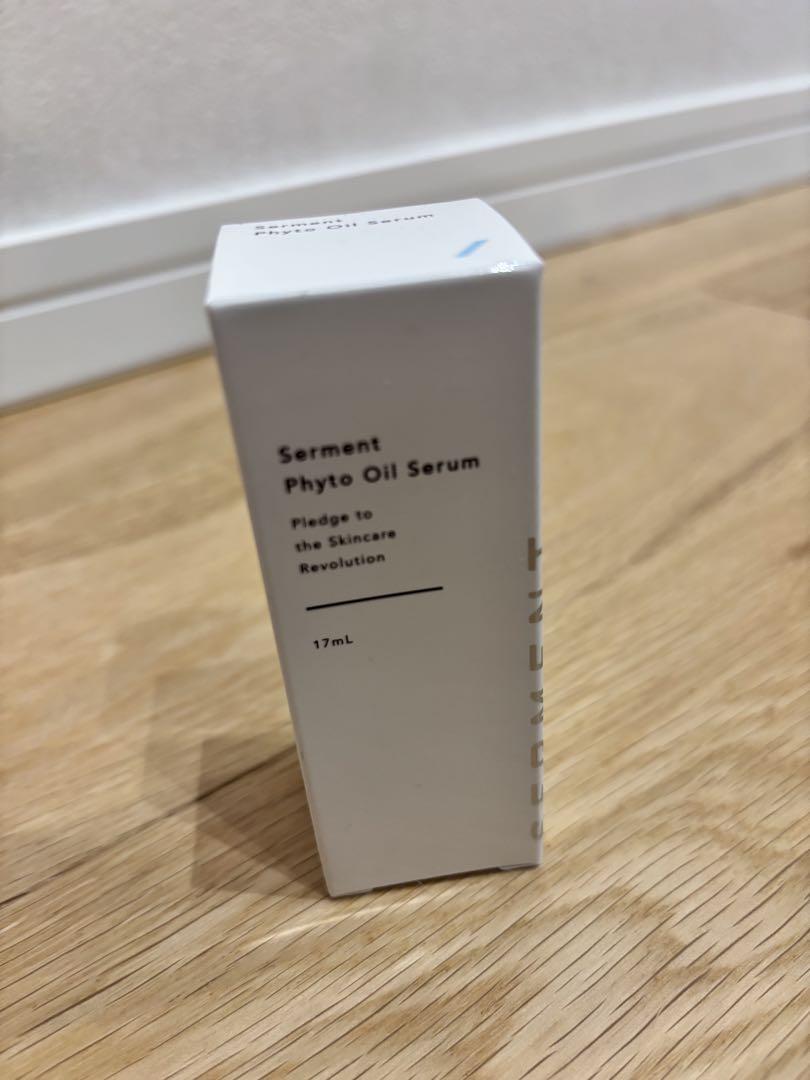 Serment
Phyto Oil Serum
Serment
Phyto Oil Serum
Pledge to
the Skincare
Revolution
17mL
SERMENT